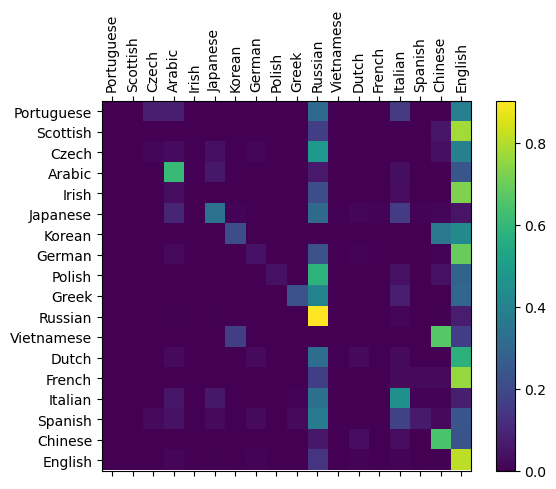 Portuguese
Scottish
Czech
Arabic
Irish
Japanese
Korean
German
Polish
Greek
Russian
Vietnamese
Dutch
French
Italian
Spanish
Chinese
English
Portuguese
Scottish
Czech
Arabic
Irish
Japanese
Korean
German
Polish
Greek
Russian
Vietnamese
Dutch
French
Italian
Spanish
Chinese
English
0.8
0.6
0.4
0.2
0.0